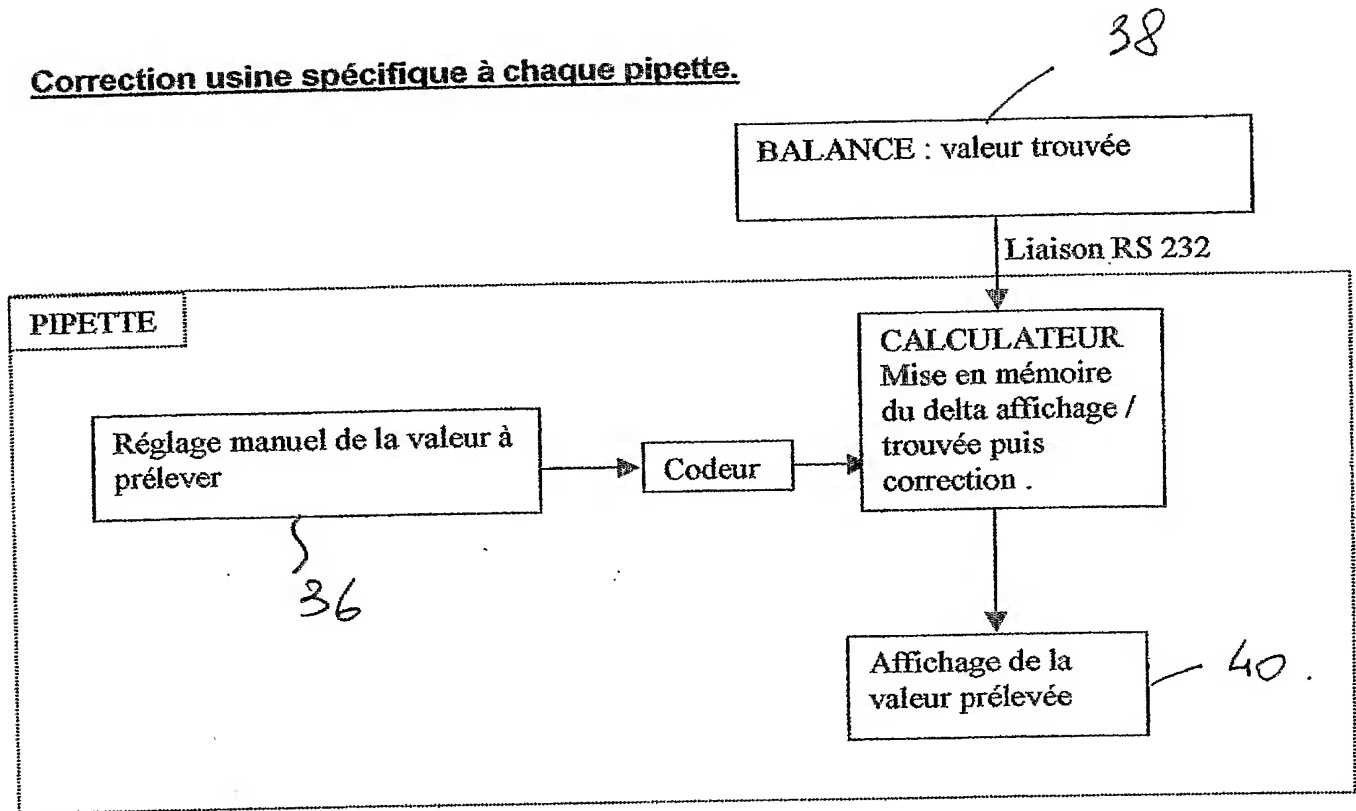 38
Correction usine spécifique à chaque pipette.
BALANCE : valeur trouvée
Liaison RS 232
PIPETTE
CALCULATEUR
Mise en mémoire
du delta affichage /
trouvée puis
correction .
Réglage manuel de la valeur à
prélever
Codeur
36
Affichage de la
valeur prélevée
40.